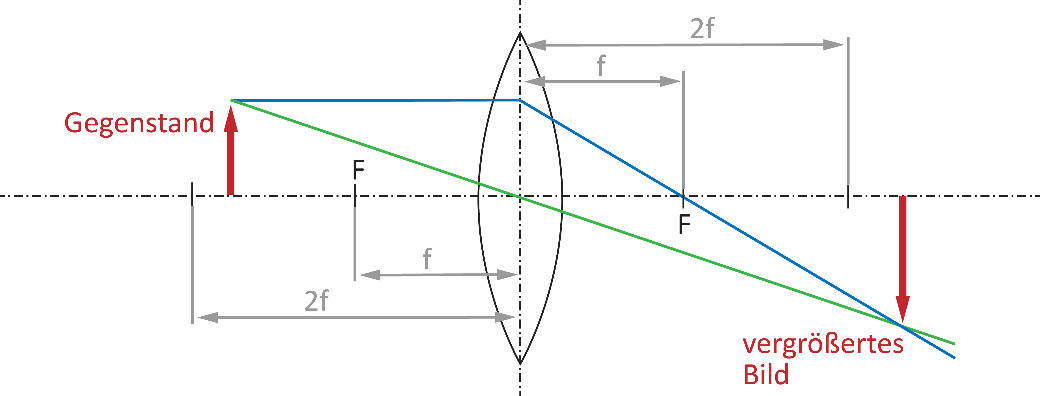 2f
f
Gegenstand
F
F
f
2f
vergrößertes
Bild